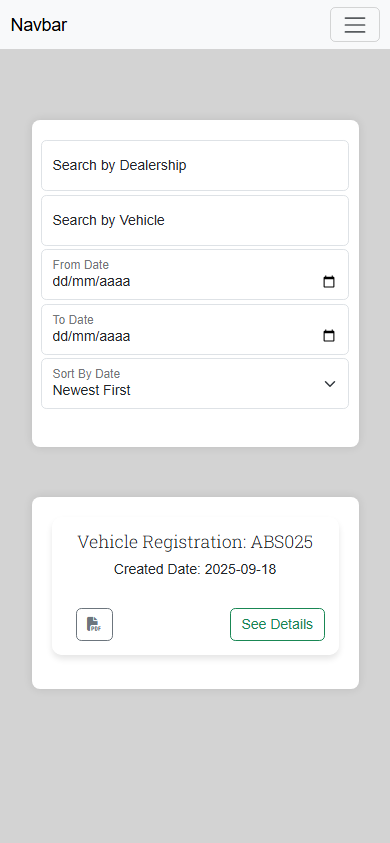 Navbar
Search by Dealership
Search by Vehicle
From Date
dd/mm/aaaa
To Date
dd/mm/aaaa
Sort By Date
Newest First
Vehicle Registration: ABS025
Created Date: 2025-09-18
PDF
See Details